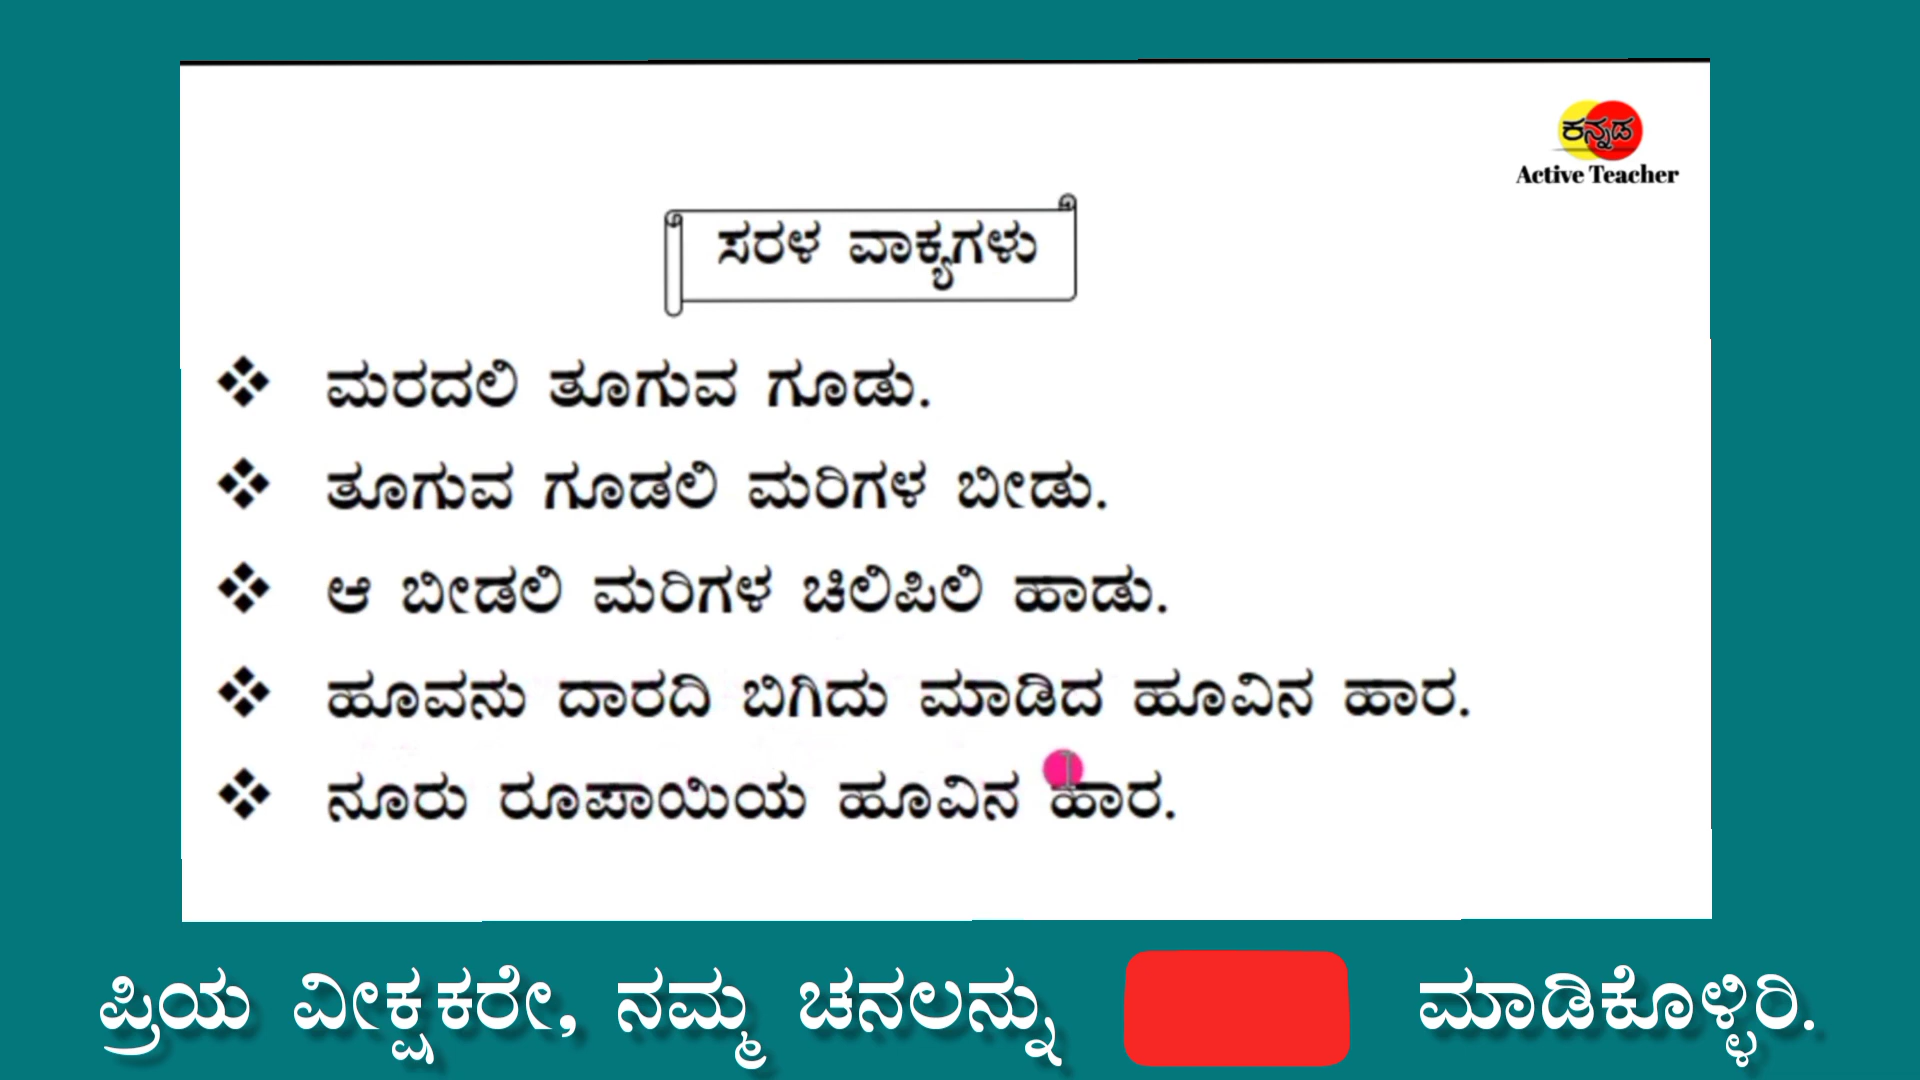 ಕನ್ನಡ
Active Teacher
ಸರಳ ವಾಕ್ಯಗಳು
❖ ಮರದಲಿ ತೂಗುವ ಗೂಡು.
❖ ತೂಗುವ ಗೂಡಲಿ ಮರಿಗಳ ಬೀಡು.
❖ ಆ ಬೀಡಲಿ ಮರಿಗಳ ಚಿಲಿಪಿಲಿ ಹಾಡು.
❖ ಹೂವನು ದಾರದಿ ಬಿಗಿದು ಮಾಡಿದ ಹೂವಿನ ಹಾರ.
❖ ನೂರು ರೂಪಾಯಿಯ ಹೂವಿನ ಹಾರ.
ಪ್ರಿಯ ವೀಕ್ಷಕರೇ, ನಮ್ಮ ಚನಲನ್ನು ಮಾಡಿಕೊಳ್ಳಿರಿ.